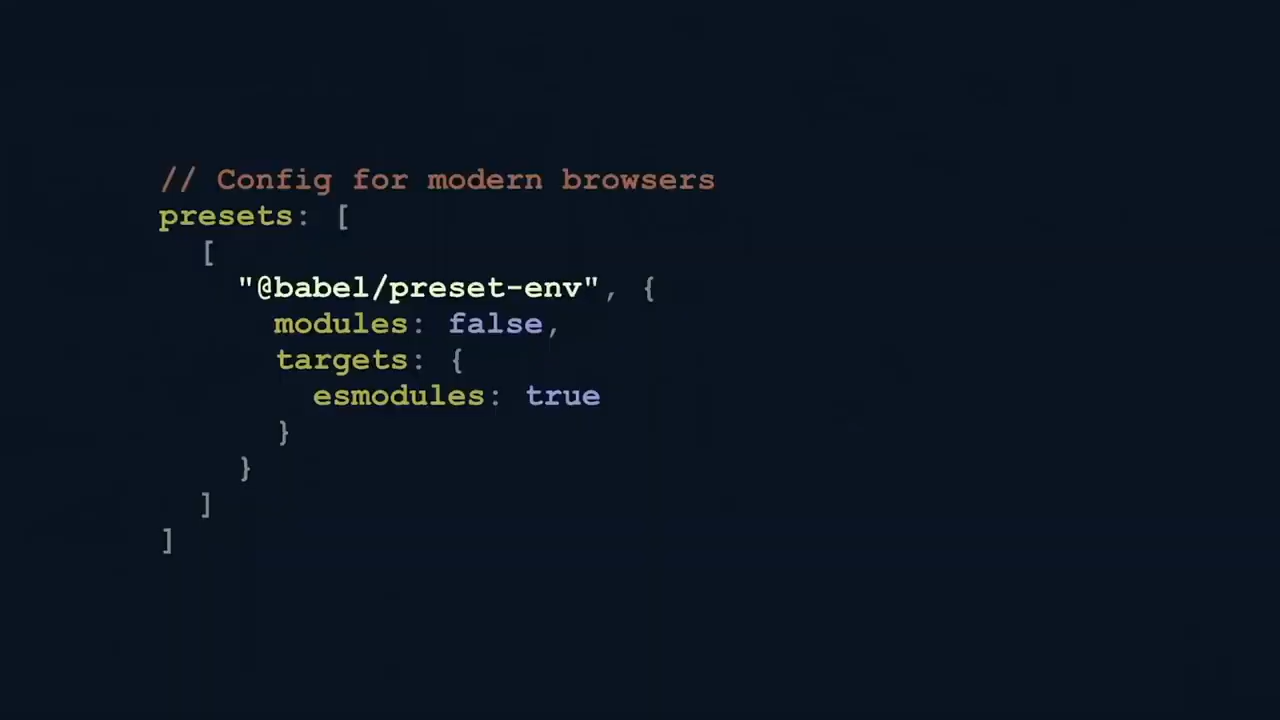 // Config for modern browsers
presets: [
[
"@babel/preset-env", {
modules: false,
targets: {
esmodules: true
}
}
]
]